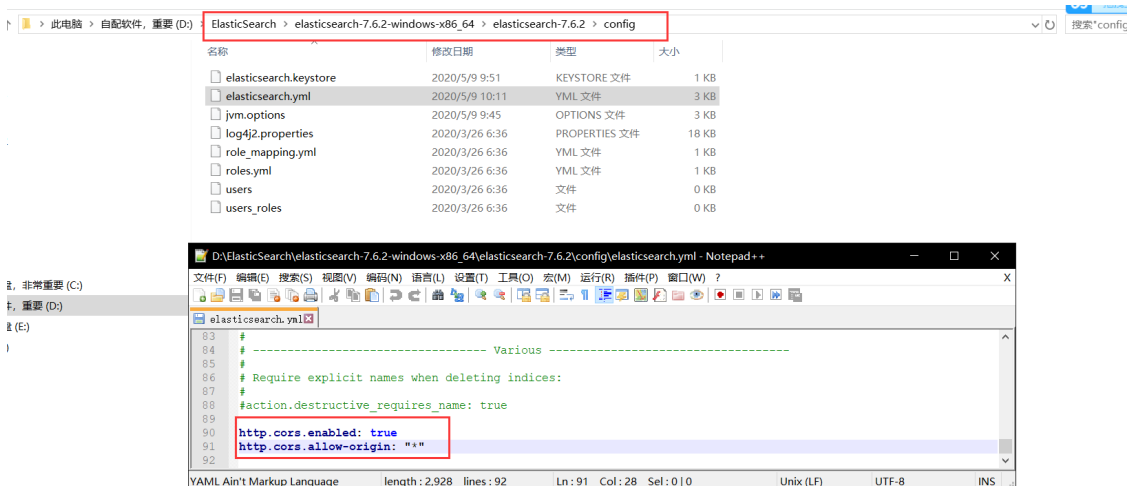 此电脑 > 自配软件，重要 (D:) > ElasticSearch > elasticsearch-7.6.2-windows-x86_64 > elasticsearch-7.6.2 > config
搜索"config
名称 修改日期 类型 大小
elasticsearch.keystore 2020/5/9 9:51 KEYSTORE 文件 1 KB
elasticsearch.yml 2020/5/9 10:11 YML 文件 3 KB
jvm.options 2020/5/9 9:45 OPTIONS 文件 3 KB
log4j2.properties 2020/3/26 6:36 PROPERTIES 文件 18 KB
role_mapping.yml 2020/3/26 6:36 YML 文件 1 KB
roles.yml 2020/3/26 6:36 YML 文件 1 KB
users 2020/3/26 6:36 文件 0 KB
users_roles 2020/3/26 6:36 文件 0 KB
，非常重要 (C:)
，重要 (D:)
(E:)
D:\ElasticSearch\elasticsearch-7.6.2-windows-x86_64\elasticsearch-7.6.2\config\elasticsearch.yml - Notepad++
文件(F) 编辑(E) 搜索(S) 视图(V) 编码(N) 语言(L) 设置(T) 工具(O) 宏(M) 运行(R) 插件(P) 窗口(W) ? X
elasticsearch.yml
83 #
84 # ---------------------------------- Various -----------------------------------
85 #
86 # Require explicit names when deleting indices:
87 #
88 #action.destructive_requires_name: true
89
90 http.cors.enabled: true
91 http.cors.allow-origin: "*"
92
YAML Ain't Markup Language length : 2,928 lines : 92 Ln : 91 Col : 28 Sel : 0 | 0 Unix (LF) UTF-8 INS